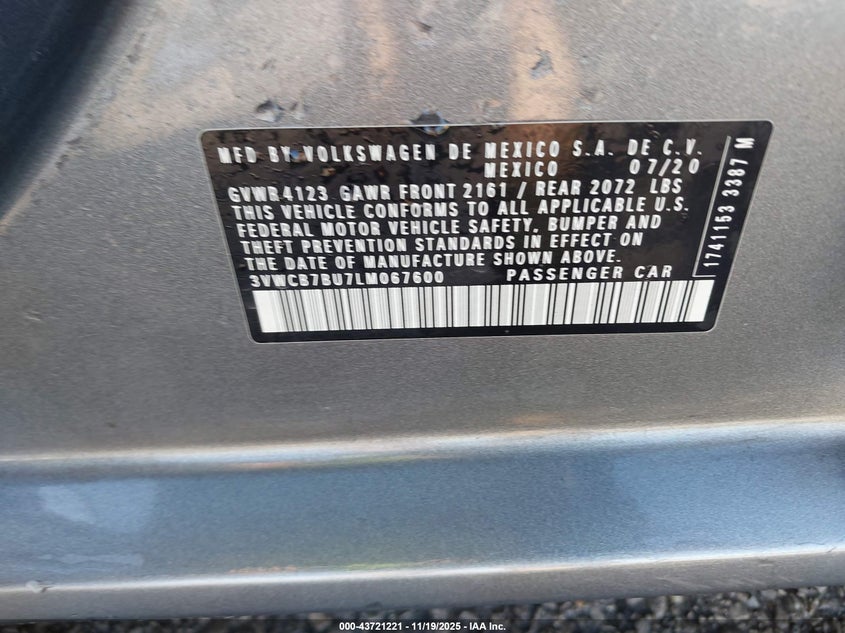 MFD BY VOLKSWAGEN DE MEXICO S.A. DE C.V.
MEXICO 07/20
GVWR 4123 GAWR FRONT 2161 / REAR 2072 LBS
THIS VEHICLE CONFORMS TO ALL APPLICABLE U.S.
FEDERAL MOTOR VEHICLE SAFETY, BUMPER AND
THEFT PREVENTION STANDARDS IN EFFECT ON
THE DATE OF MANUFACTURE SHOWN ABOVE.
3VWCB7BU7LM067600 PASSENGER CAR
1741153 3387 M
000-43721221 - 11/19/2025 - IAA Inc.